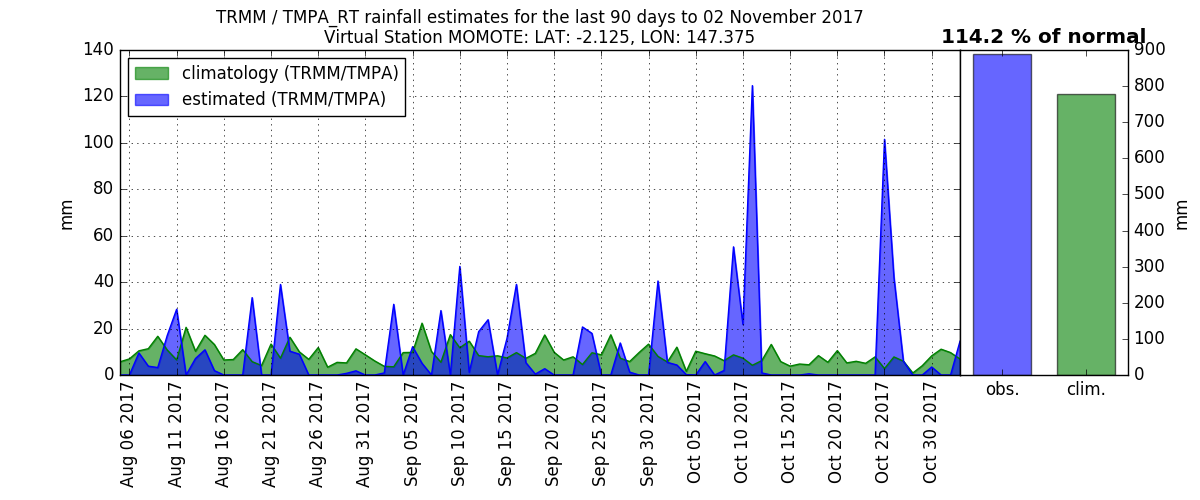 TRMM / TMPA_RT rainfall estimates for the last 90 days to 02 November 2017
Virtual Station MOMOTE: LAT: -2.125, LON: 147.375
114.2 % of normal
climatology (TRMM/TMPA)
estimated (TRMM/TMPA)
mm
140
120
100
80
60
40
20
0
Aug 06 2017
Aug 11 2017
Aug 16 2017
Aug 21 2017
Aug 26 2017
Aug 31 2017
Sep 05 2017
Sep 10 2017
Sep 15 2017
Sep 20 2017
Sep 25 2017
Sep 30 2017
Oct 05 2017
Oct 10 2017
Oct 15 2017
Oct 20 2017
Oct 25 2017
Oct 30 2017
obs.
clim.
900
800
700
600
500
400
300
200
100
0
mm